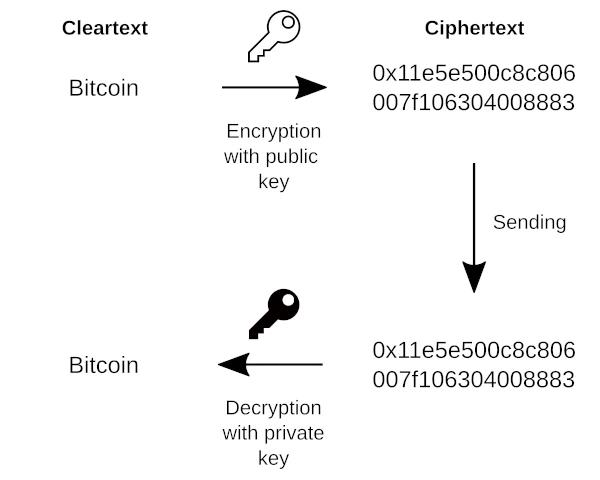 Cleartext
Ciphertext
Bitcoin
0x11e5e500c8c806
007f106304008883
Encryption
with public
key
Sending
Bitcoin
0x11e5e500c8c806
007f106304008883
Decryption
with private
key